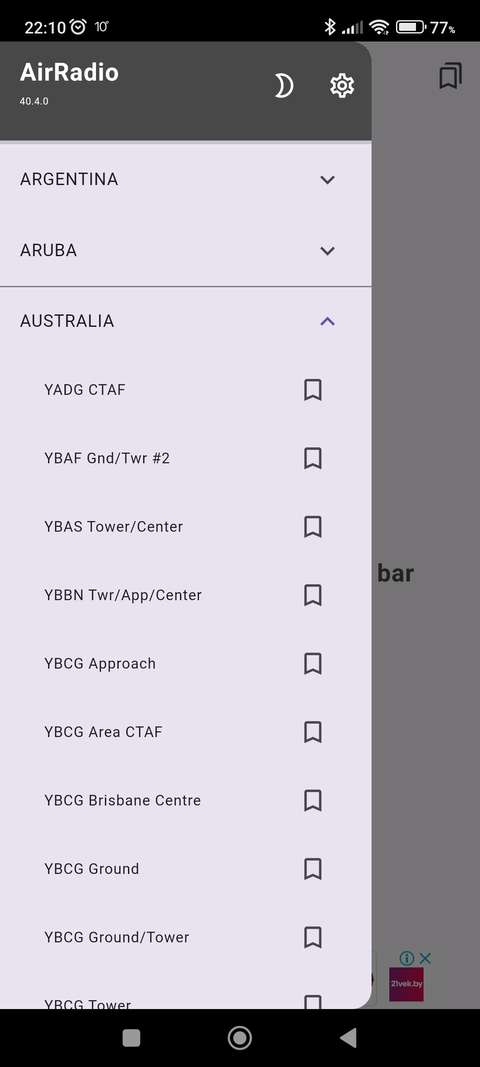 22:10 10°
77%
AirRadio
40.4.0
ARGENTINA
ARUBA
AUSTRALIA
YADG CTAF
YBAF Gnd/Twr #2
YBAS Tower/Center
YBBN Twr/App/Center
bar
YBCG Approach
YBCG Area CTAF
YBCG Brisbane Centre
YBCG Ground
YBCG Ground/Tower
21vek.by
YBCG Tower